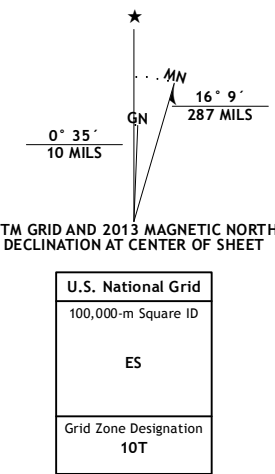 ★
MN
GN
16° 9´
287 MILS
0° 35´
10 MILS
TM GRID AND 2013 MAGNETIC NORTH
DECLINATION AT CENTER OF SHEET
U.S. National Grid
100,000-m Square ID
ES
Grid Zone Designation
10T